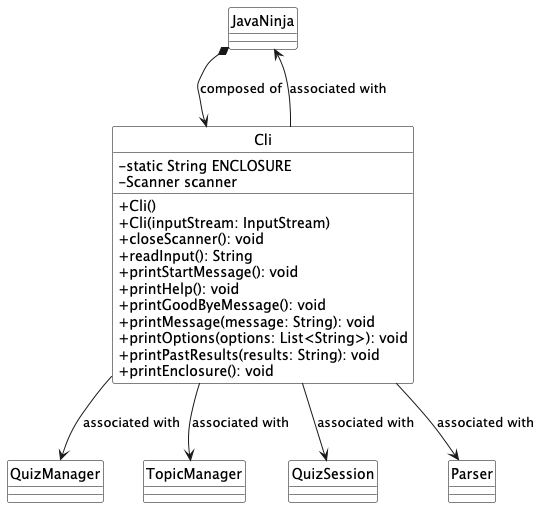 JavaNinja
composed of
associated with
Cli
-static String ENCLOSURE
-Scanner scanner
+Cli()
+Cli(inputStream: InputStream)
+closeScanner(): void
+readInput(): String
+printStartMessage(): void
+printHelp(): void
+printGoodByeMessage(): void
+printMessage(message: String): void
+printOptions(options: List<String>): void
+printPastResults(results: String): void
+printEnclosure(): void
associated with
associated with
associated with
associated with
QuizManager
TopicManager
QuizSession
Parser